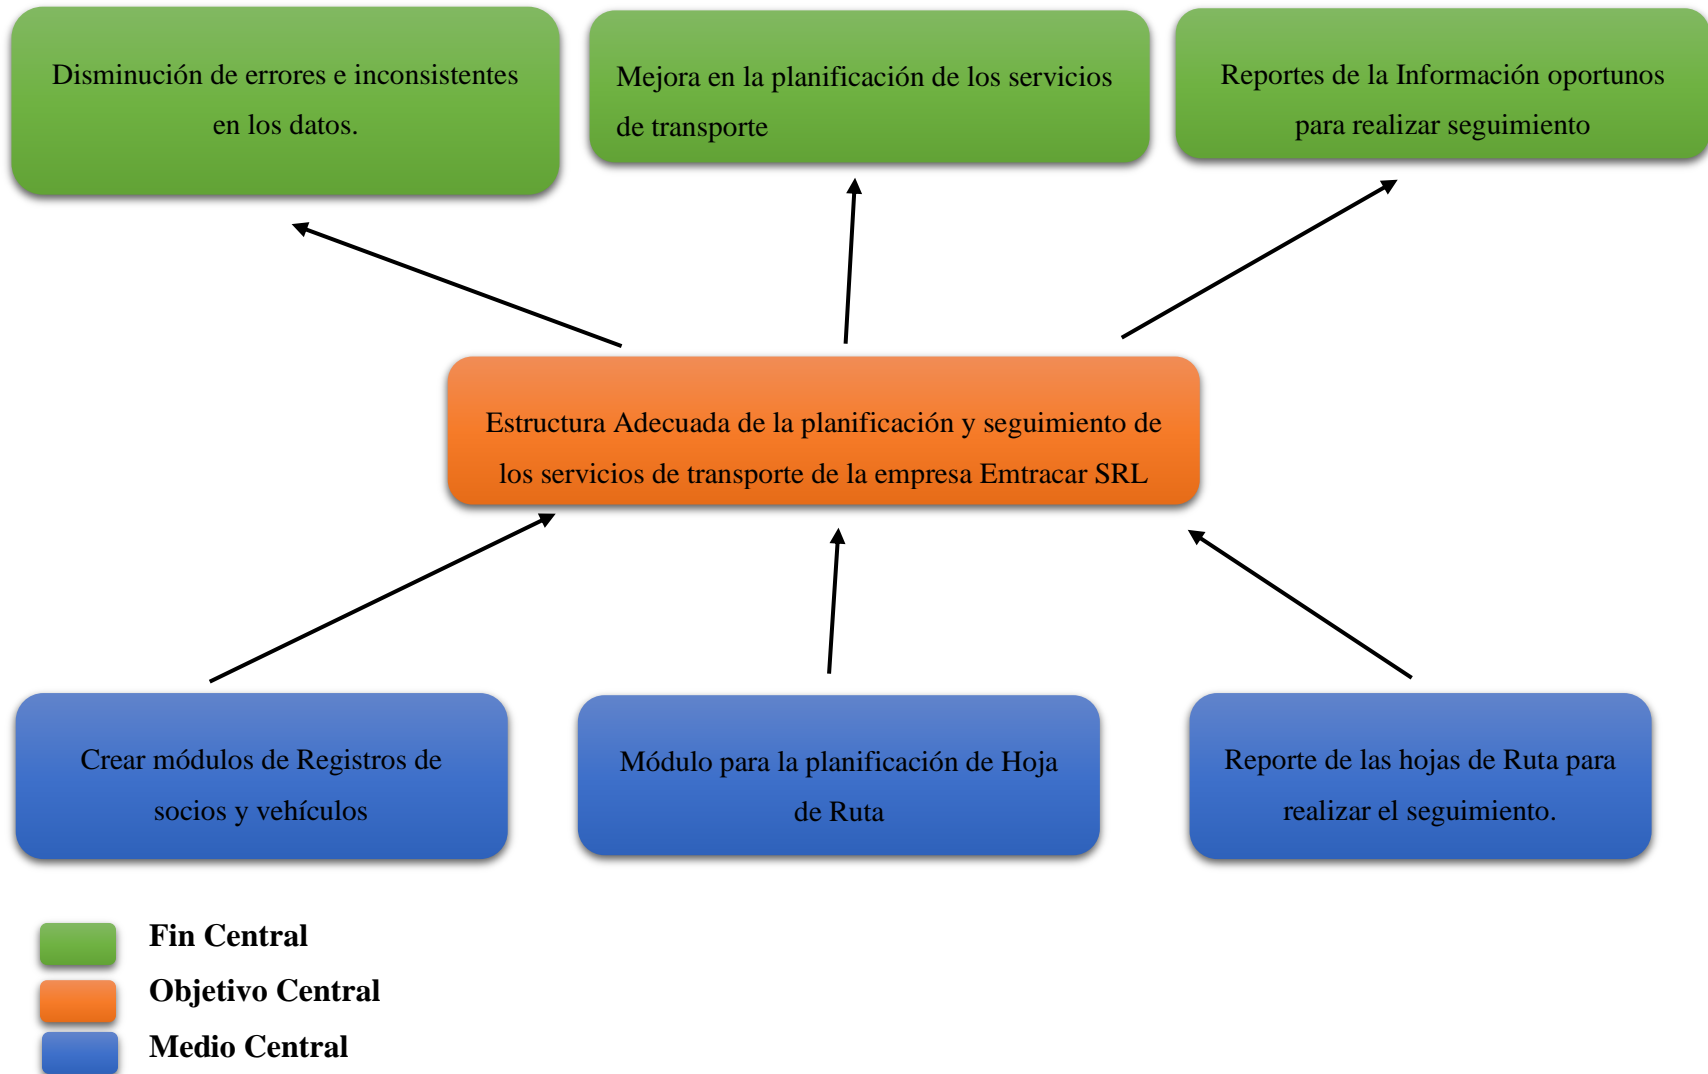 Disminución de errores e inconsistentes
en los datos.
Mejora en la planificación de los servicios
de transporte
Reportes de la Información oportunos
para realizar seguimiento
Estructura Adecuada de la planificación y seguimiento de
los servicios de transporte de la empresa Emtracar SRL
Crear módulos de Registros de
socios y vehículos
Módulo para la planificación de Hoja
de Ruta
Reporte de las hojas de Ruta para
realizar el seguimiento.
Fin Central
Objetivo Central
Medio Central